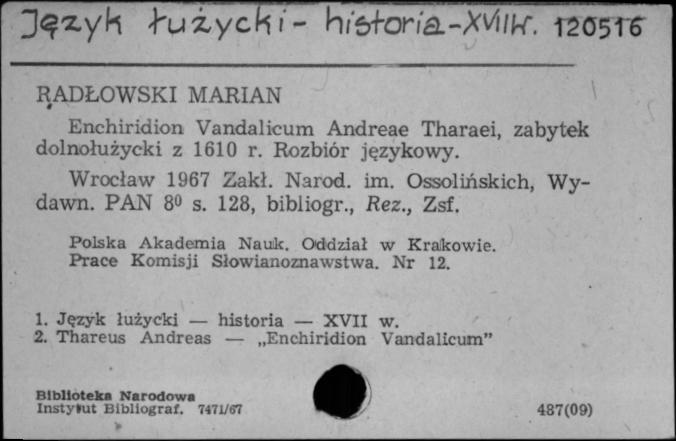 Język łużycki - historia - XVII w. 120516
RADŁOWSKI MARIAN
Enchiridion Vandalicum Andreae Tharaei, zabytek
dolnołużycki z 1610 r. Rozbiór językowy.
Wrocław 1967 Zakł. Narod. im. Ossolińskich, Wy-
dawn. PAN 8⁰ s. 128, bibliogr., Rez., Zsf.
Polska Akademia Nauk. Oddział w Krakowie.
Prace Komisji Słowianoznawstwa. Nr 12.
1. Język łużycki — historia — XVII w.
2. Thareus Andreas — „Enchiridion Vandalicum”
Biblioteka Narodowa
Instytut Bibliograf. 7471/67 487(09)